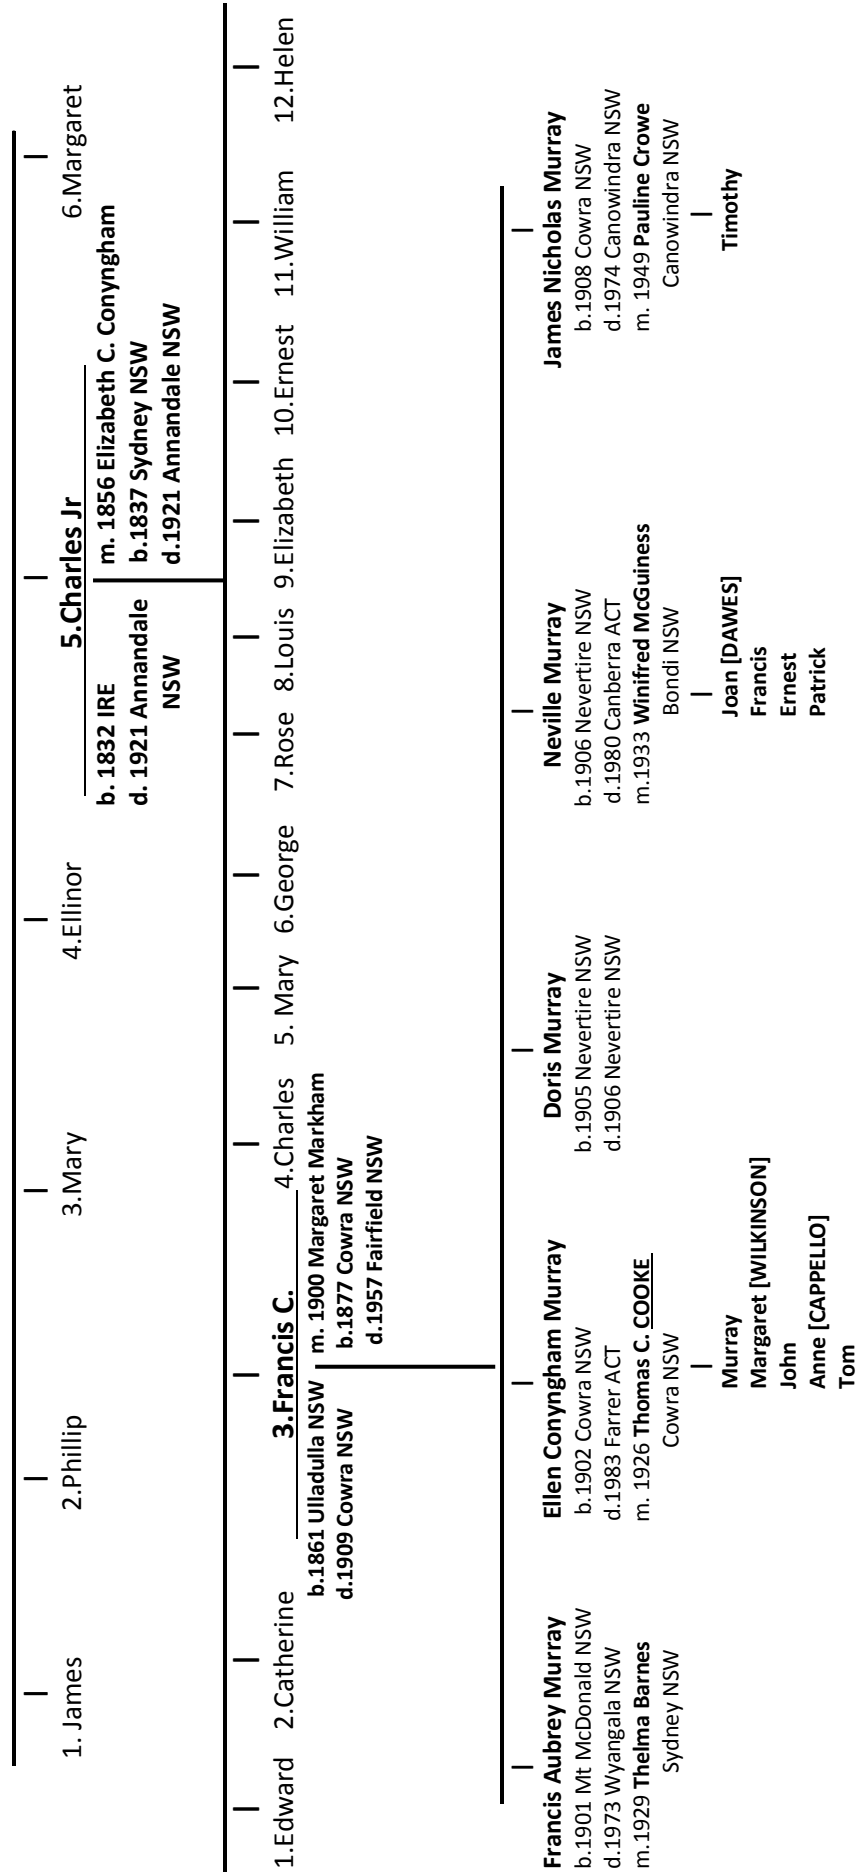 1. James
2.Phillip
3.Mary
4.Ellinor
5.Charles Jr
6.Margaret
b. 1832 IRE
d. 1921 Annandale
NSW
m. 1856 Elizabeth C. Conyngham
b.1837 Sydney NSW
d.1921 Annandale NSW
1.Edward
2.Catherine
3.Francis C.
4.Charles
5. Mary
6.George
7.Rose
8.Louis
9.Elizabeth
10.Ernest
11.William
12.Helen
b.1861 Ulladulla NSW
d.1909 Cowra NSW
m. 1900 Margaret Markham
b.1877 Cowra NSW
d.1957 Fairfield NSW
Francis Aubrey Murray
b.1901 Mt McDonald NSW
d.1973 Wyangala NSW
m.1929 Thelma Barnes
Sydney NSW
Ellen Conyngham Murray
b.1902 Cowra NSW
d.1983 Farrer ACT
m. 1926 Thomas C. COOKE
Cowra NSW
Murray
Margaret [WILKINSON]
John
Anne [CAPPELLO]
Tom
Doris Murray
b.1905 Nevertire NSW
d.1906 Nevertire NSW
Neville Murray
b.1906 Nevertire NSW
d.1980 Canberra ACT
m.1933 Winifred McGuiness
Bondi NSW
Joan [DAWES]
Francis
Ernest
Patrick
James Nicholas Murray
b.1908 Cowra NSW
d.1974 Canowindra NSW
m. 1949 Pauline Crowe
Canowindra NSW
Timothy